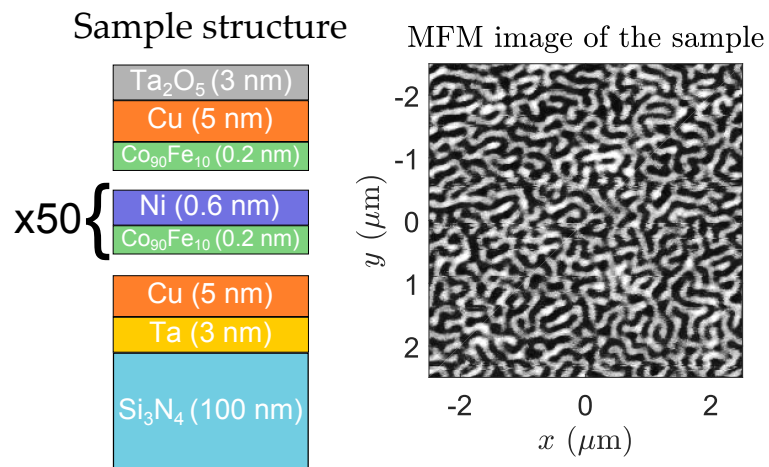 Sample structure
Ta₂O₅ (3 nm)
Cu (5 nm)
Co₉₀Fe₁₀ (0.2 nm)
x50
Ni (0.6 nm)
Co₉₀Fe₁₀ (0.2 nm)
Cu (5 nm)
Ta (3 nm)
Si₃N₄ (100 nm)
MFM image of the sample
-2
-1
0
1
2
y (μm)
-2 0 2
x (μm)